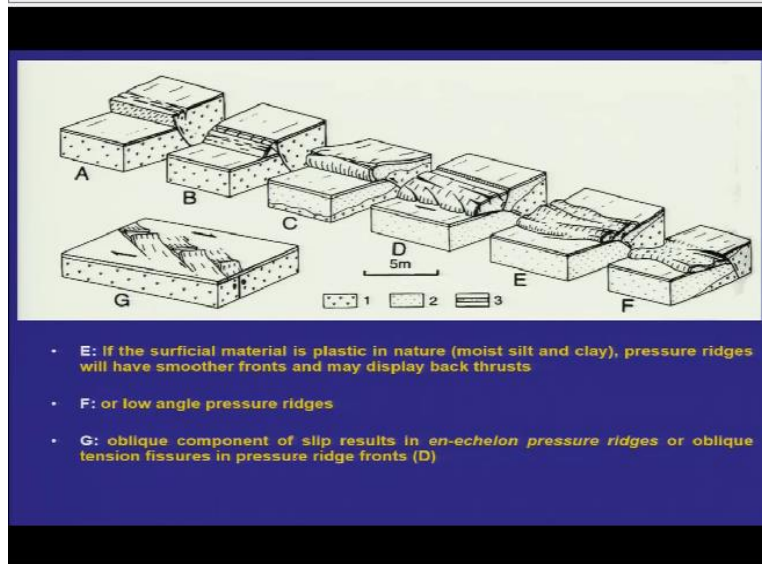 A
B
C
D
5m
E
F
G
1
2
3
• E: If the surficial material is plastic in nature (moist silt and clay), pressure ridges
will have smoother fronts and may display back thrusts
• F: or low angle pressure ridges
• G: oblique component of slip results in en-echelon pressure ridges or oblique
tension fissures in pressure ridge fronts (D)